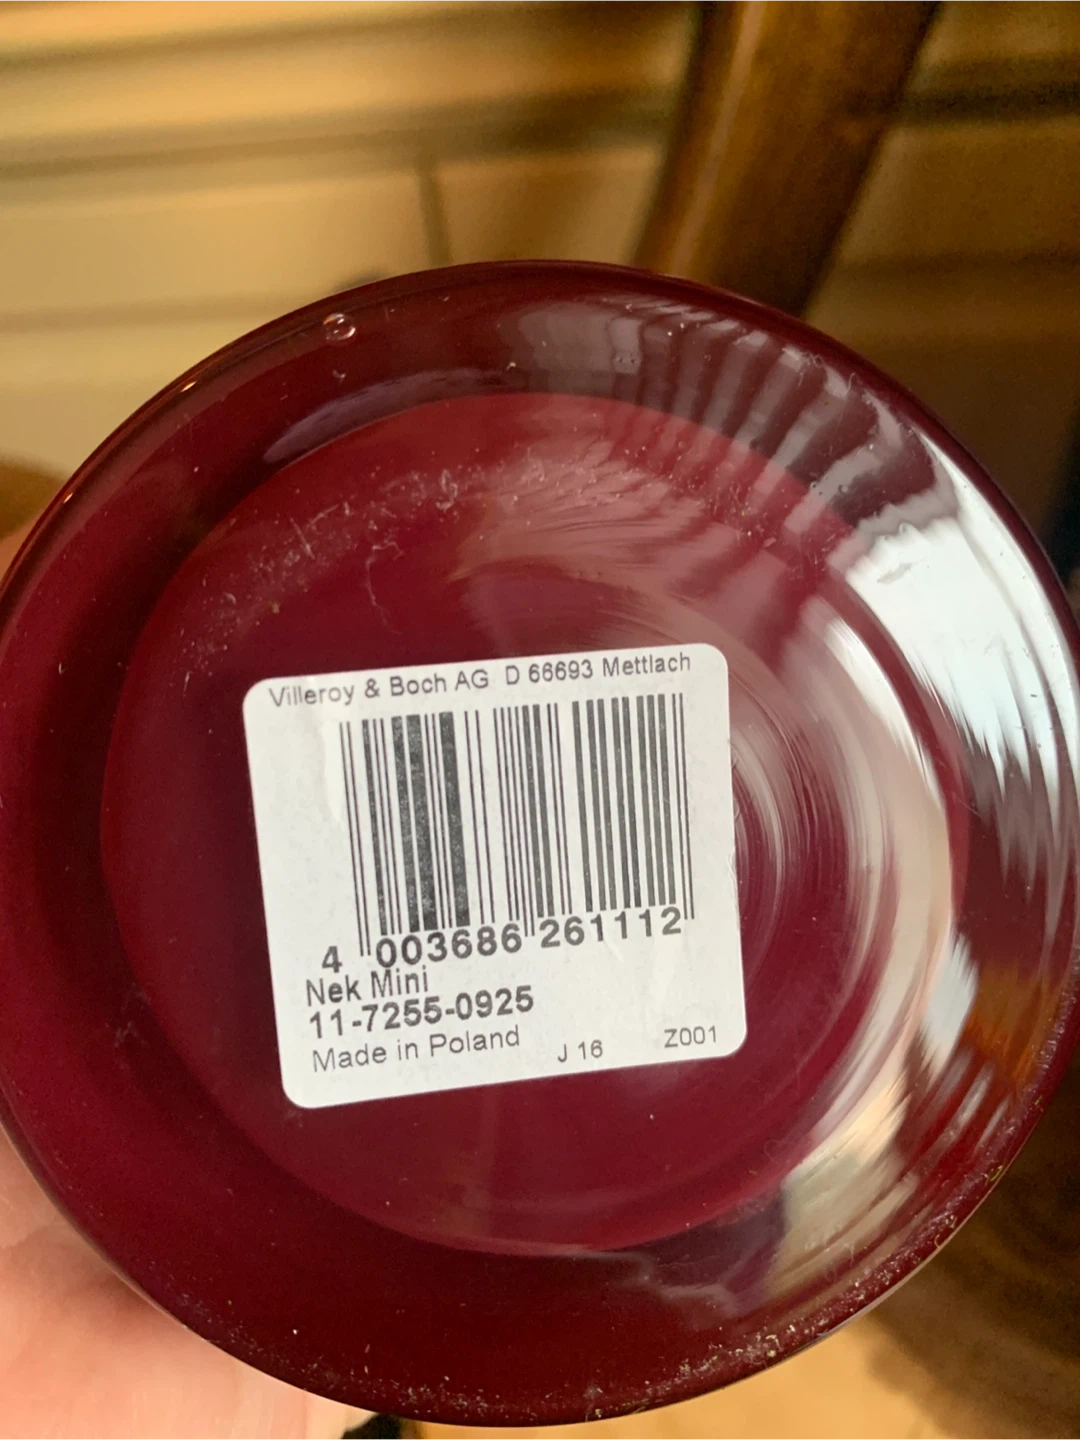 Villeroy & Boch AG D 66693 Mettlach
4 003686 261112
Nek Mini
11-7255-0925
Made in Poland J 16 Z001